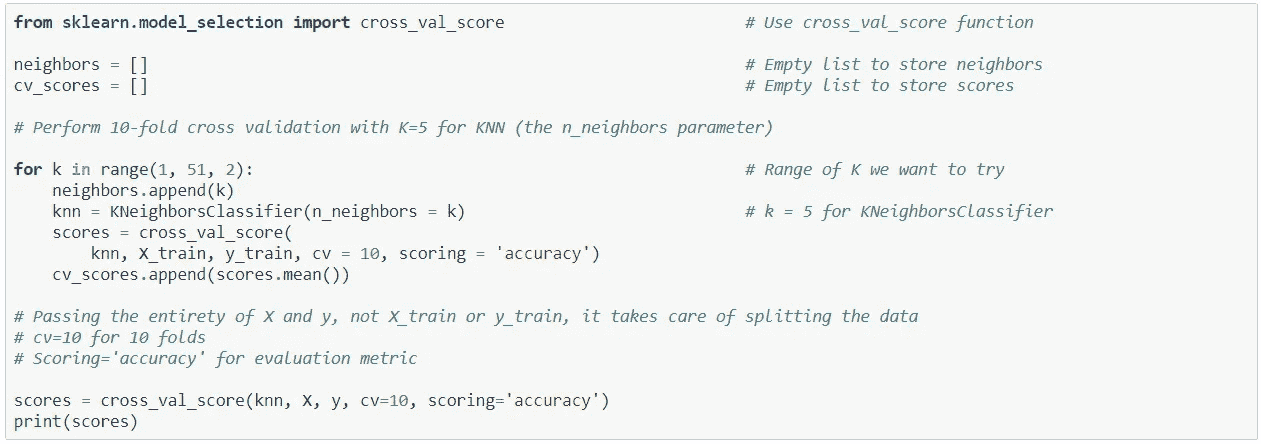 from sklearn.model_selection import cross_val_score # Use cross_val_score function
neighbors = [] # Empty list to store neighbors
cv_scores = [] # Empty list to store scores
# Perform 10-fold cross validation with K=5 for KNN (the n_neighbors parameter)
for k in range(1, 51, 2): # Range of K we want to try
neighbors.append(k)
knn = KNeighborsClassifier(n_neighbors = k) # k = 5 for KNeighborsClassifier
scores = cross_val_score(
knn, X_train, y_train, cv = 10, scoring = 'accuracy')
cv_scores.append(scores.mean())
# Passing the entirety of X and y, not X_train or y_train, it takes care of splitting the data
# cv=10 for 10 folds
# Scoring='accuracy' for evaluation metric
scores = cross_val_score(knn, X, y, cv=10, scoring='accuracy')
print(scores)